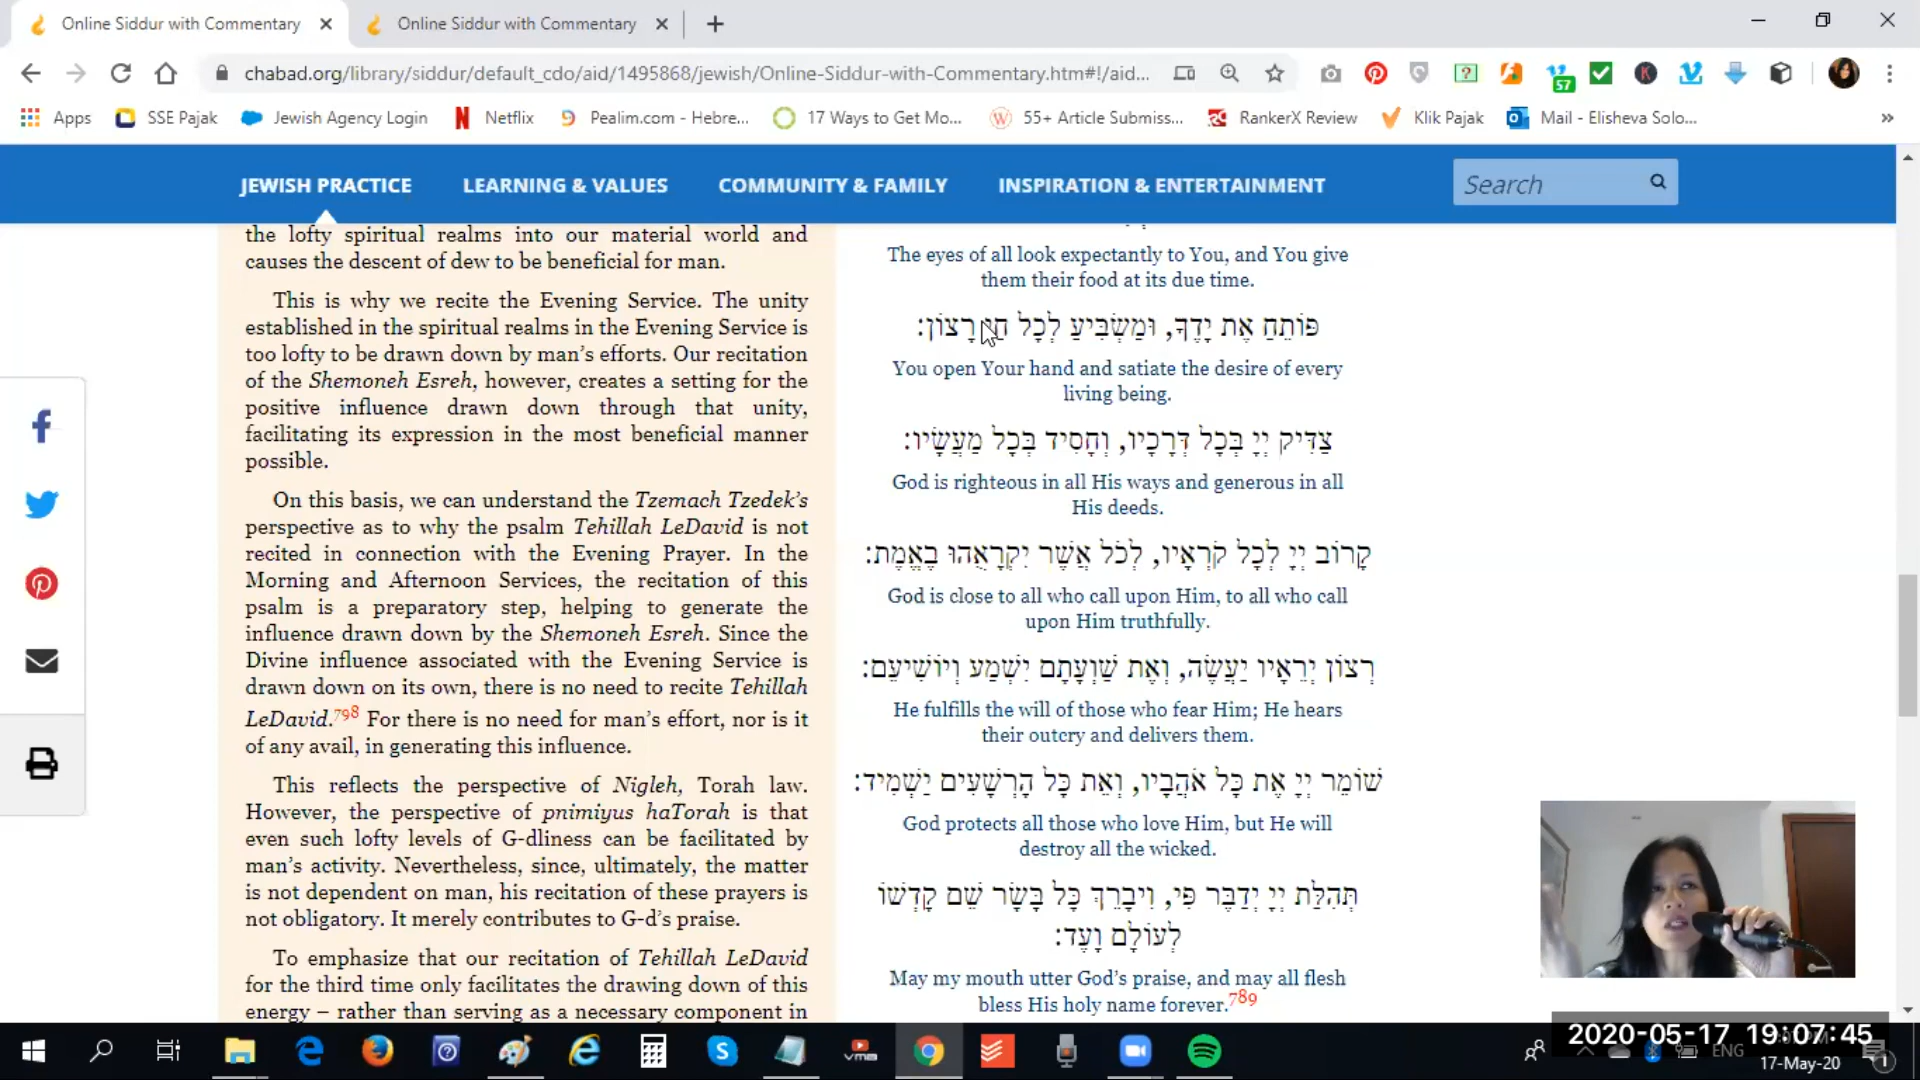 Online Siddur with Commentary
Online Siddur with Commentary
chabad.org/library/siddur/default_cdo/aid/1495868/jewish/Online-Siddur-with-Commentary.htm#!/aid...
57
Apps
SSE Pajak
Jewish Agency Login
Netflix
Pealim.com - Hebre...
17 Ways to Get Mo...
55+ Article Submiss...
RankerX Review
Klik Pajak
Mail - Elisheva Solo...
»
JEWISH PRACTICE
LEARNING & VALUES
COMMUNITY & FAMILY
INSPIRATION & ENTERTAINMENT
Search
the lofty spiritual realms into our material world and
causes the descent of dew to be beneficial for man.
This is why we recite the Evening Service. The unity
established in the spiritual realms in the Evening Service is
too lofty to be drawn down by man's efforts. Our recitation
of the Shemoneh Esreh, however, creates a setting for the
positive influence drawn down through that unity,
facilitating its expression in the most beneficial manner
possible.
On this basis, we can understand the Tzemach Tzedek's
perspective as to why the psalm Tehillah LeDavid is not
recited in connection with the Evening Prayer. In the
Morning and Afternoon Services, the recitation of this
psalm is a preparatory step, helping to generate the
influence drawn down by the Shemoneh Esreh. Since the
Divine influence associated with the Evening Service is
drawn down on its own, there is no need to recite Tehillah
LeDavid.798 For there is no need for man's effort, nor is it
of any avail, in generating this influence.
This reflects the perspective of Nigleh, Torah law.
However, the perspective of pnimiyus haTorah is that
even such lofty levels of G-dliness can be facilitated by
man's activity. Nevertheless, since, ultimately, the matter
is not dependent on man, his recitation of these prayers is
not obligatory. It merely contributes to G-d's praise.
To emphasize that our recitation of Tehillah LeDavid
for the third time only facilitates the drawing down of this
energy – rather than serving as a necessary component in
The eyes of all look expectantly to You, and You give
them their food at its due time.
פּוֹתֵחַ אֶת יָדֶךָ, וּמַשְׂבִּיעַ לְכָל חַי רָצוֹן:
You open Your hand and satiate the desire of every
living being.
צַדִּיק יְיָ בְּכָל דְּרָכָיו, וְחָסִיד בְּכָל מַעֲשָׂיו:
God is righteous in all His ways and generous in all
His deeds.
קָרוֹב יְיָ לְכָל קֹרְאָיו, לְכֹל אֲשֶׁר יִקְרָאֻהוּ בֶאֱמֶת:
God is close to all who call upon Him, to all who call
upon Him truthfully.
רְצוֹן יְרֵאָיו יַעֲשֶׂה, וְאֶת שַׁוְעָתָם יִשְׁמַע וְיוֹשִׁיעֵם:
He fulfills the will of those who fear Him; He hears
their outcry and delivers them.
שׁוֹמֵר יְיָ אֶת כָּל אֹהֲבָיו, וְאֵת כָּל הָרְשָׁעִים יַשְׁמִיד:
God protects all those who love Him, but He will
destroy all the wicked.
תְּהִלַּת יְיָ יְדַבֶּר פִּי, וִיבָרֵךְ כָּל בָּשָׂר שֵׁם קָדְשׁוֹ
לְעוֹלָם וָעֶד:
May my mouth utter God's praise, and may all flesh
bless His holy name forever.789
ENG
2020-05-17 19:07:45
17-May-20
1